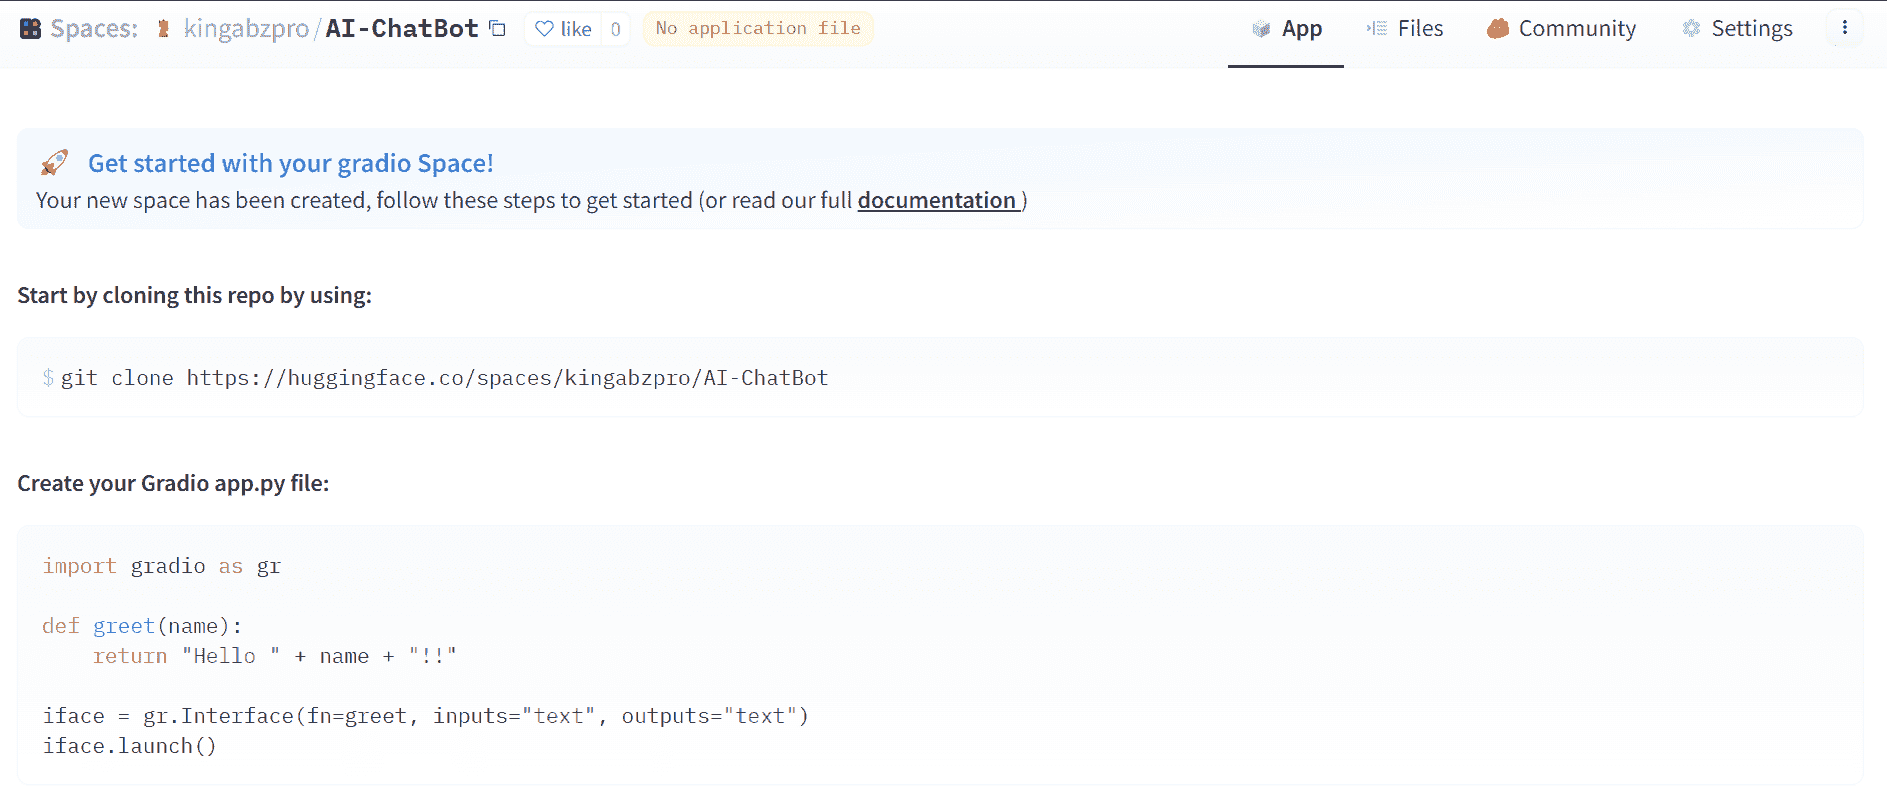 Spaces: kingabzpro/AI-ChatBot like 0 No application file App Files Community Settings
Get started with your gradio Space!
Your new space has been created, follow these steps to get started (or read our full documentation )
Start by cloning this repo by using:
$ git clone https://huggingface.co/spaces/kingabzpro/AI-ChatBot
Create your Gradio app.py file:
import gradio as gr
def greet(name):
    return "Hello " + name + "!!"
iface = gr.Interface(fn=greet, inputs="text", outputs="text")
iface.launch()